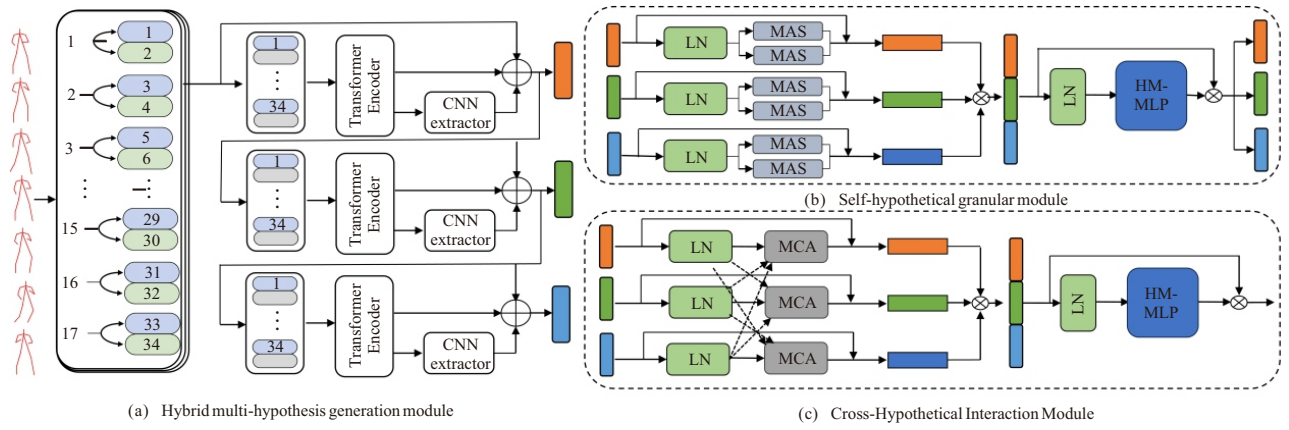 1
1
2
2
3
4
3
5
6
⋮ ⋮
15
29
30
16
31
32
17
33
34
1
⋮
34
Transformer
Encoder
CNN
extractor
1
⋮
34
Transformer
Encoder
CNN
extractor
1
⋮
34
Transformer
Encoder
CNN
extractor
(a) Hybrid multi-hypothesis generation module
LN
MAS
MAS
LN
MAS
MAS
LN
MAS
MAS
LN
HM-
MLP
(b) Self-hypothetical granular module
LN
MCA
LN
MCA
LN
MCA
LN
HM-
MLP
(c) Cross-Hypothetical Interaction Module